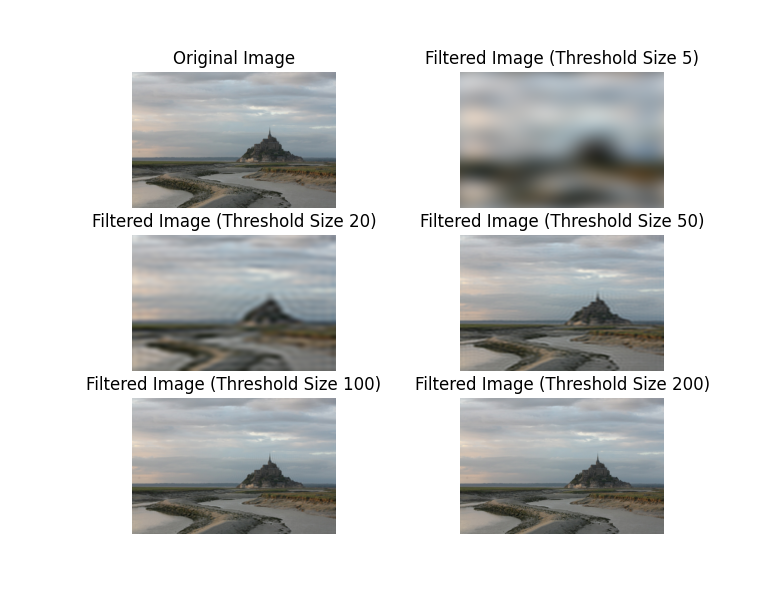 Original Image
Filtered Image (Threshold Size 5)
Filtered Image (Threshold Size 20)
Filtered Image (Threshold Size 50)
Filtered Image (Threshold Size 100)
Filtered Image (Threshold Size 200)